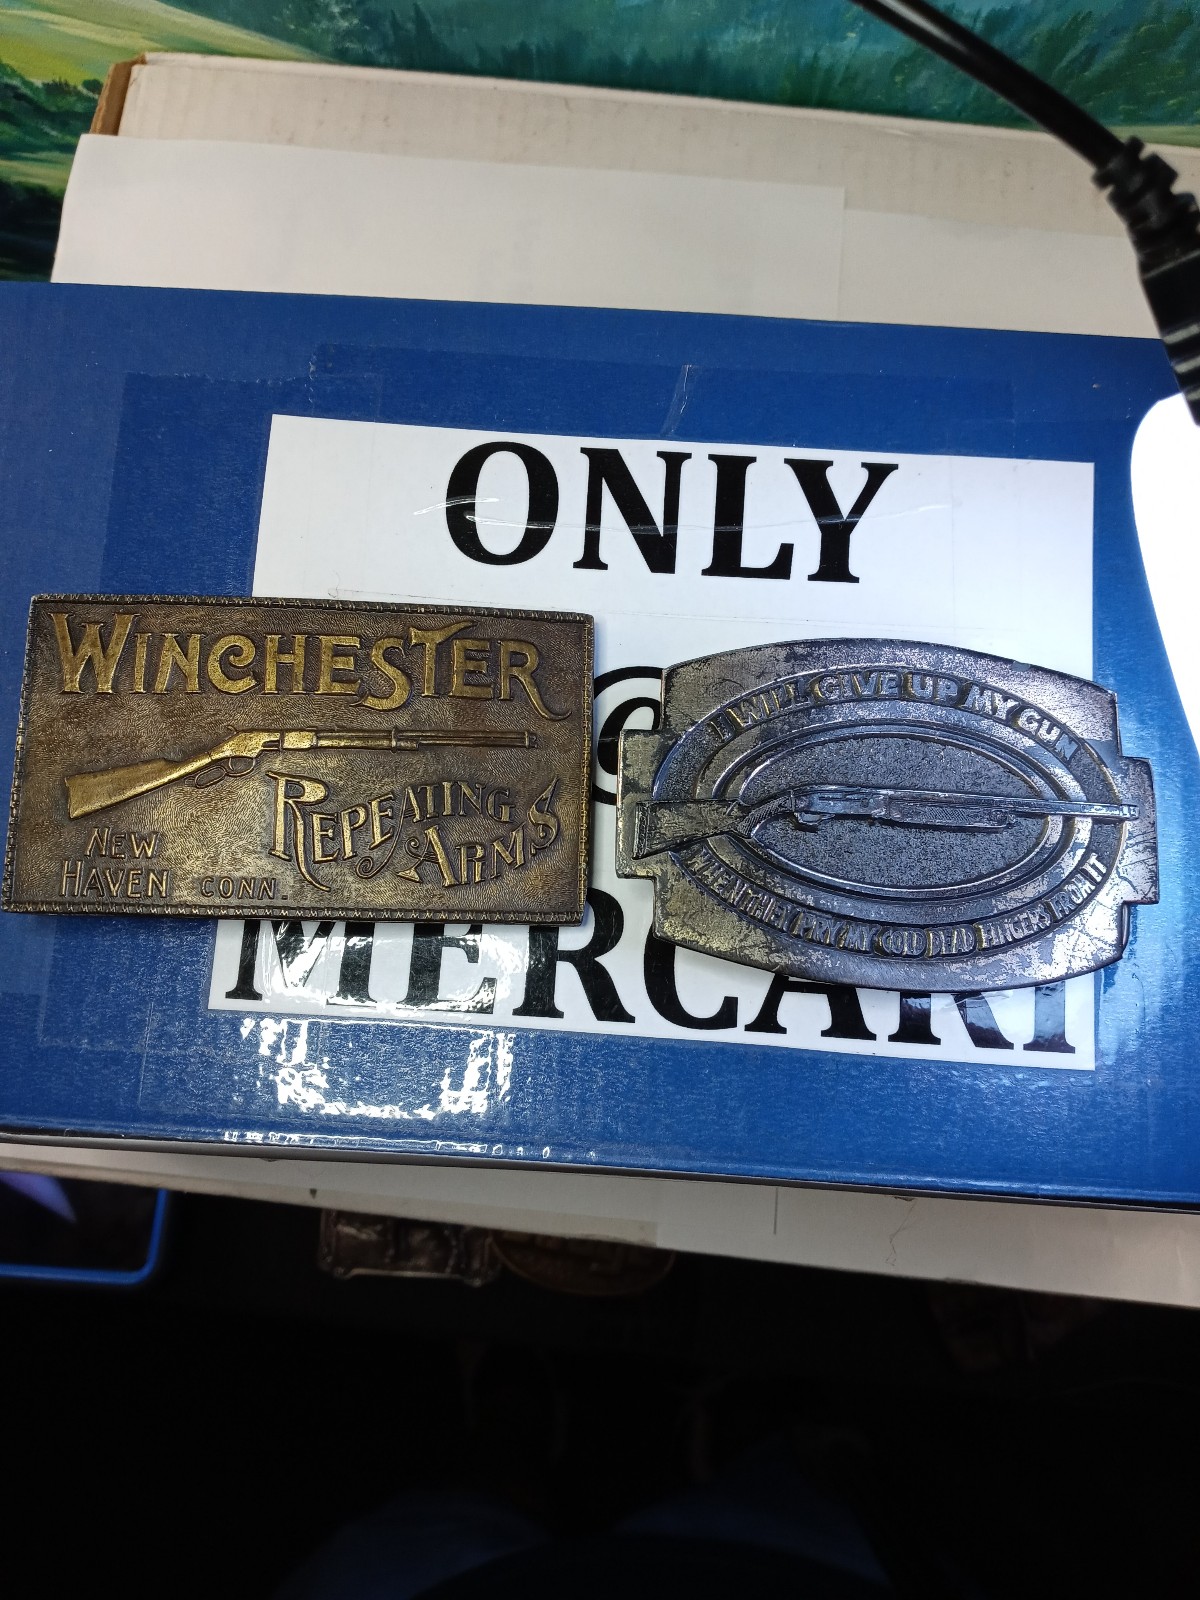 ONLY
@
MERCARI
WINCHESTER
REPEATING
ARMS
NEW
HAVEN CONN.
I WILL GIVE UP MY GUN
WHEN THEY PRY MY COLD DEAD FINGERS FROM IT